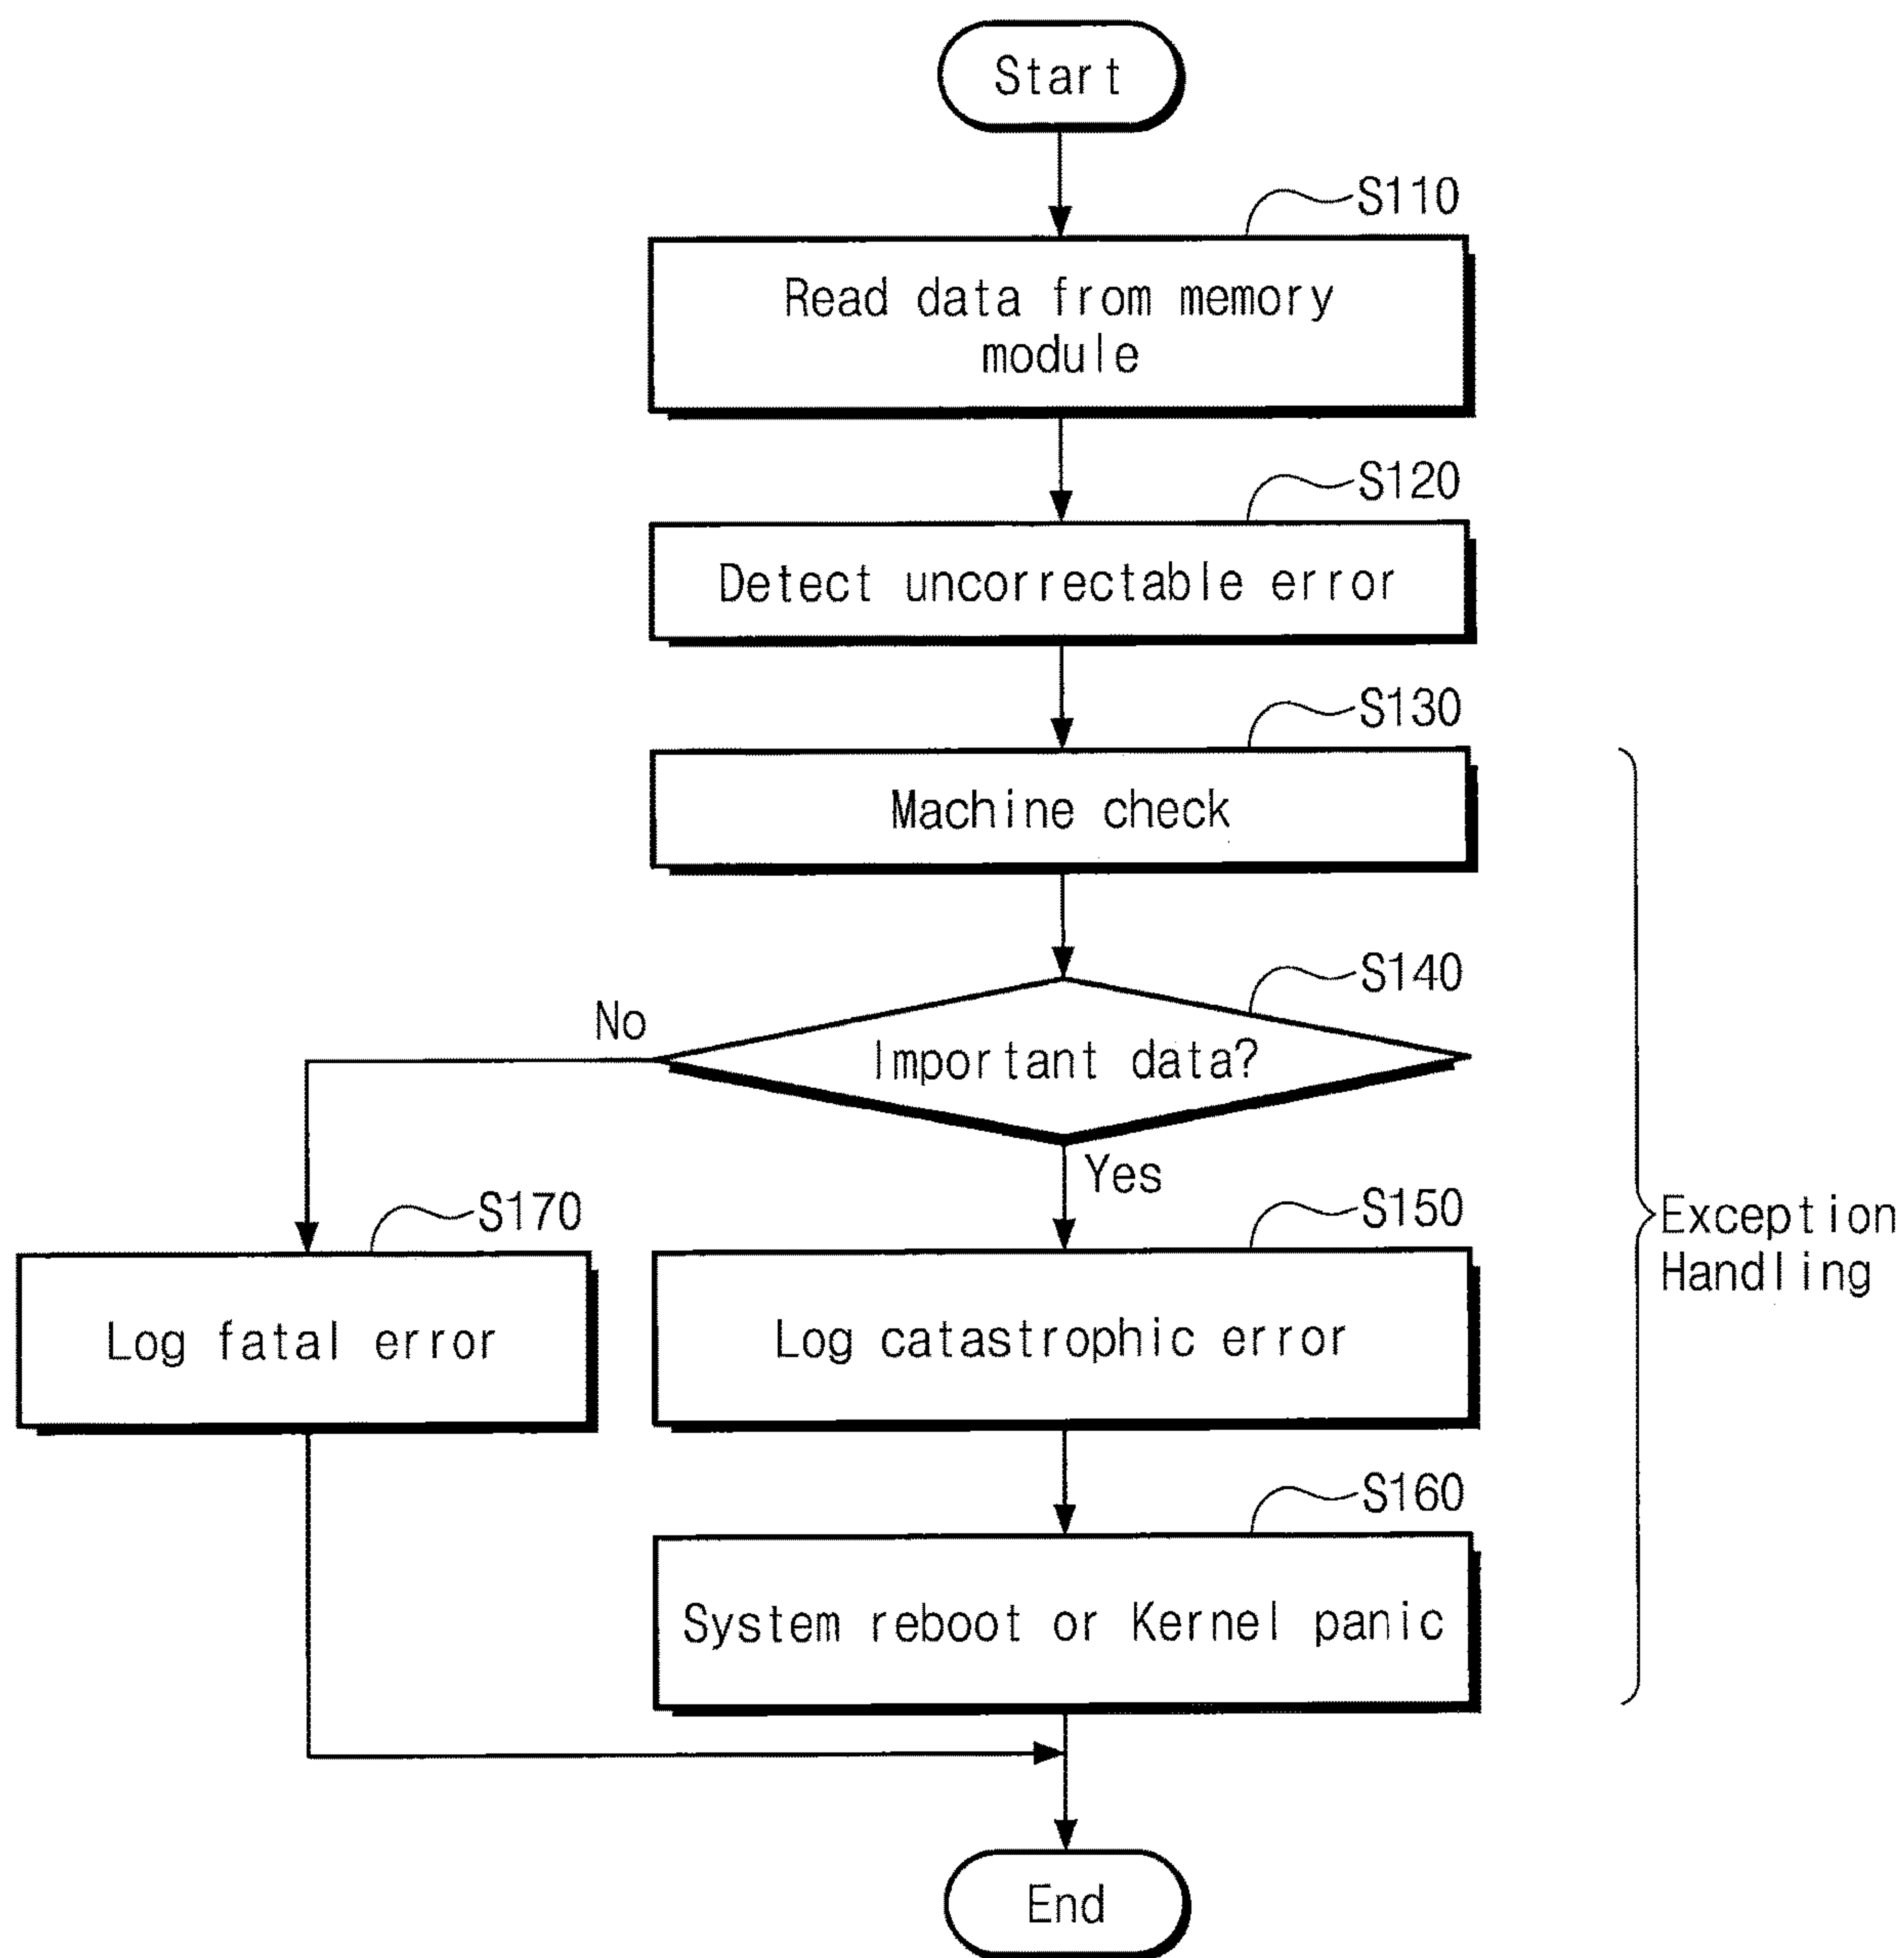 Start
S110
Read data from memory
module
S120
Detect uncorrectable error
S130
Machine check
S140
No
Important data?
Yes
S170
S150
Exception
Handling
Log fatal error
Log catastrophic error
S160
System reboot or Kernel panic
End